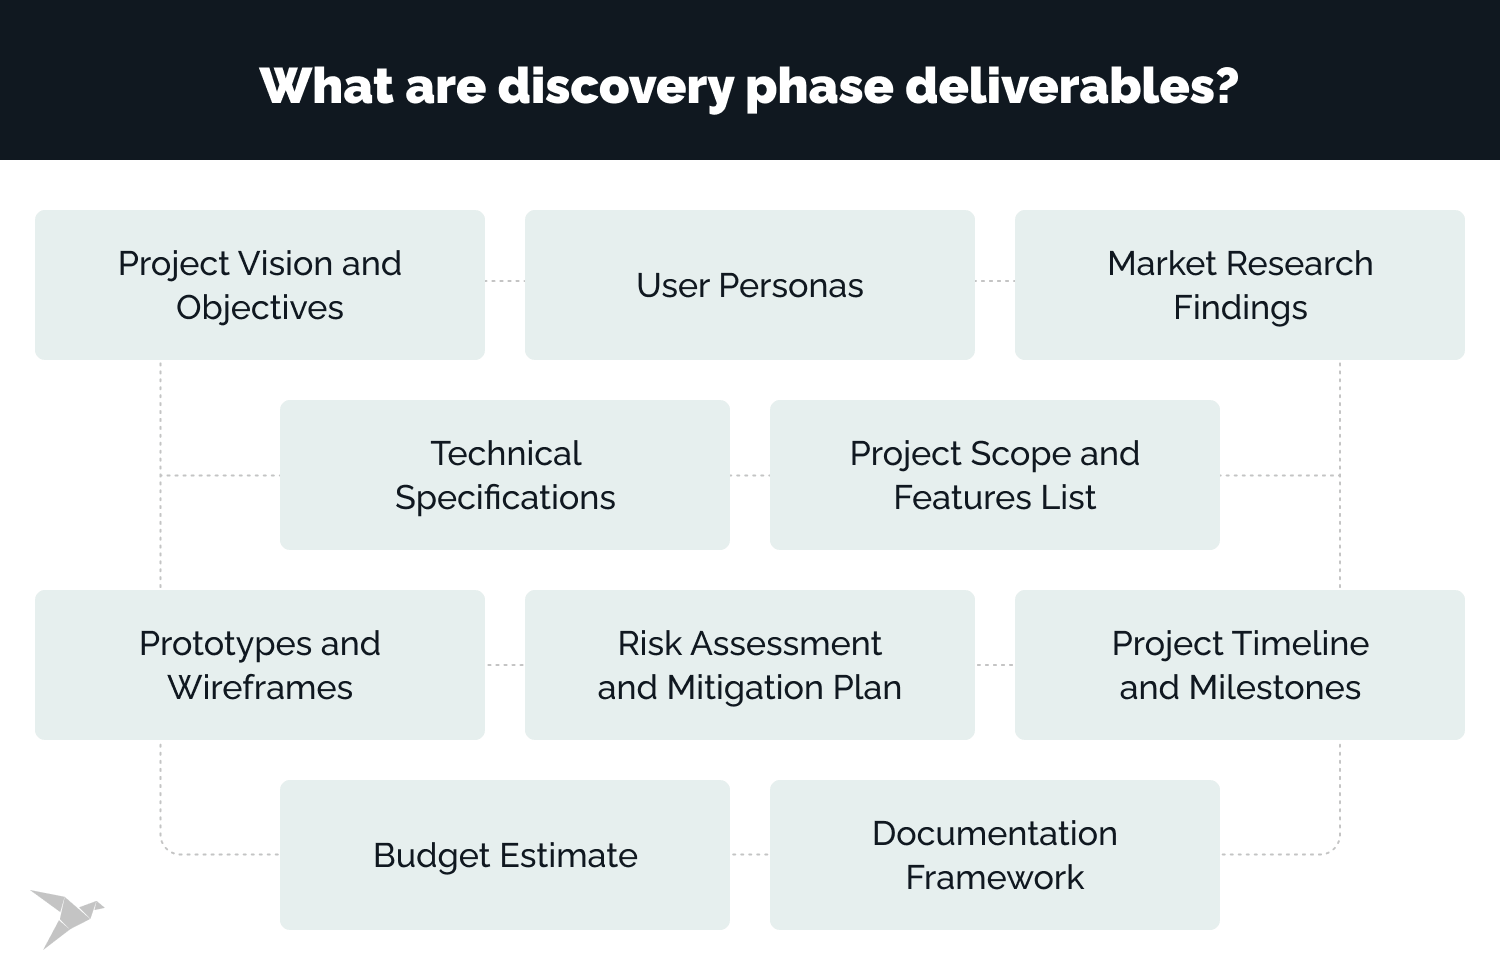 What are discovery phase deliverables?
Project Vision and
Objectives
User Personas
Market Research
Findings
Technical
Specifications
Project Scope and
Features List
Prototypes and
Wireframes
Risk Assessment
and Mitigation Plan
Project Timeline
and Milestones
Budget Estimate
Documentation
Framework